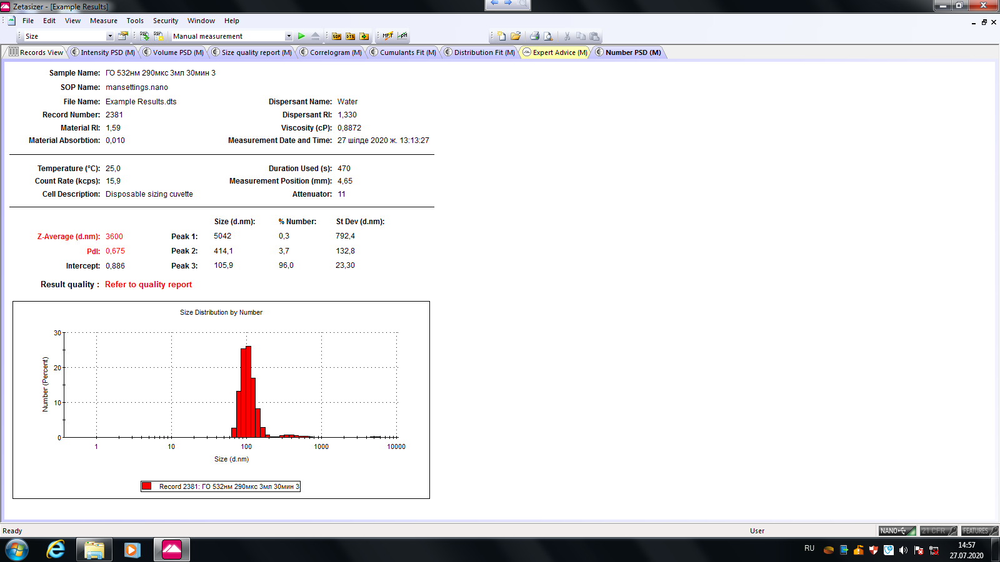 Zetasizer - [Example Results]
File Edit View Measure Tools Security Window Help
Size Manual measurement
Records View Intensity PSD (M) Volume PSD (M) Size quality report (M) Correlogram (M) Cumulants Fit (M) Distribution Fit (M) Expert Advice (M) Number PSD (M)
Sample Name: ГО 532нм 290мкс 3мл 30мин 3
SOP Name: mansettings.nano
File Name: Example Results.dts Dispersant Name: Water
Record Number: 2381 Dispersant RI: 1,330
Material RI: 1,59 Viscosity (cP): 0,8872
Material Absorbtion: 0,010 Measurement Date and Time: 27 шілде 2020 ж. 13:13:27
Temperature (°C): 25,0 Duration Used (s): 470
Count Rate (kcps): 15,9 Measurement Position (mm): 4,65
Cell Description: Disposable sizing cuvette Attenuator: 11
Size (d.nm): % Number: St Dev (d.nm):
Z-Average (d.nm): 3600 Peak 1: 5042 0,3 792,4
PdI: 0,675 Peak 2: 414,1 3,7 132,8
Intercept: 0,886 Peak 3: 105,9 96,0 23,30
Result quality : Refer to quality report
Size Distribution by Number
Number (Percent)
30
20
10
0
1 10 100 1000 10000
Size (d.nm)
Record 2381: ГО 532нм 290мкс 3мл 30мин 3
Ready User NANO 21 CFR FEATURES
RU 14:57
27.07.2020